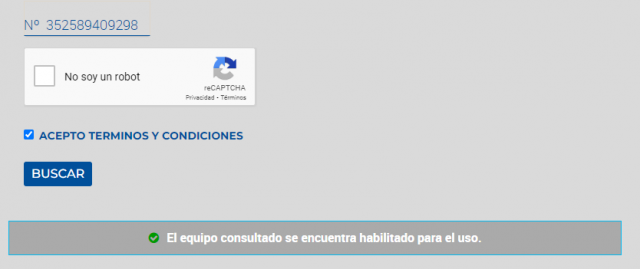 Nº 352589409298
No soy un robot
reCAPTCHA
Privacidad - Términos
ACEPTO TERMINOS Y CONDICIONES
BUSCAR
El equipo consultado se encuentra habilitado para el uso.